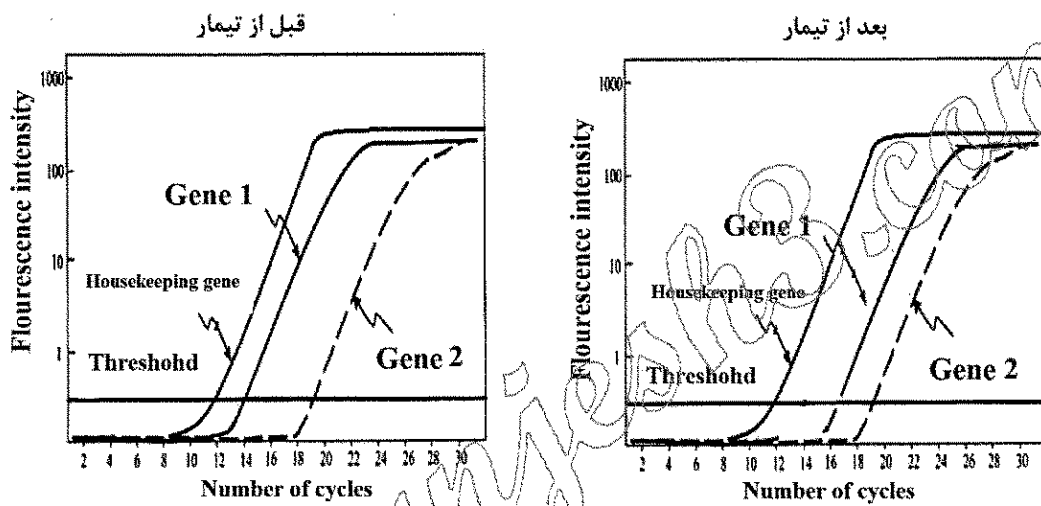 قبل از تیمار
Flourescence intensity
1000
100
10
1
Gene 1
Housekeeping gene
Gene 2
Threshohd
2 4 6 8 10 12 14 16 18 20 22 24 26 28 30
Number of cycles
بعد از تیمار
Flourescence intensity
1000
100
10
1
Gene 1
Housekeeping gene
Gene 2
Threshohd
2 4 6 8 10 12 14 16 18 20 22 24 26 28 30
Number of cycles